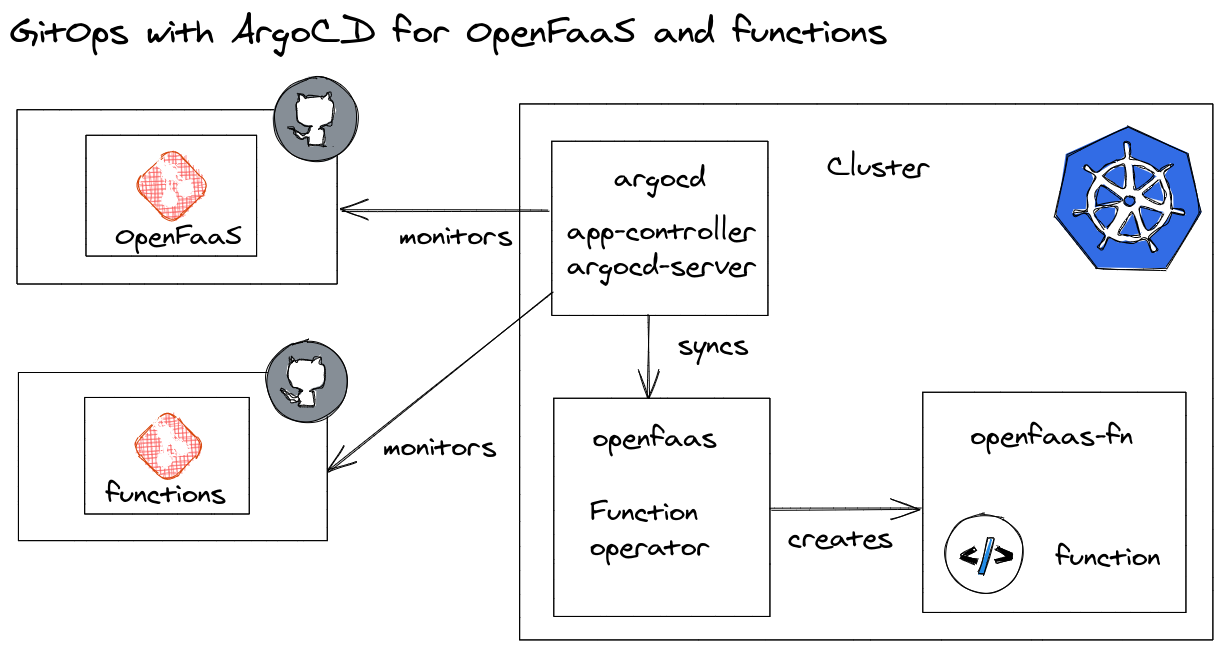 GitOps with ArgoCD for OpenFaaS and functions
OpenFaaS
monitors
argocd
app-controller
argocd-server
Cluster
syncs
functions
monitors
openfaas
Function
operator
creates
openfaas-fn
</>
function